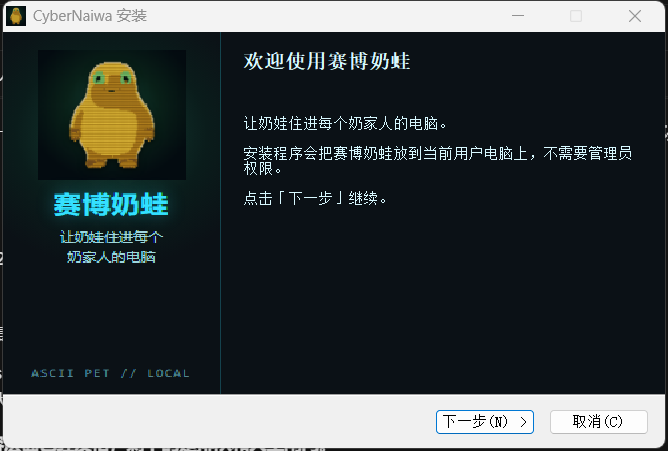 CyberNaiwa 安装
赛博奶蛙
让奶蛙住进每个
奶家人的电脑
ASCII PET // LOCAL
欢迎使用赛博奶蛙
让奶蛙住进每个奶家人的电脑。
安装程序会把赛博奶蛙放到当前用户电脑上，不需要管理员
权限。
点击「下一步」继续。
下一步(N) >
取消(C)